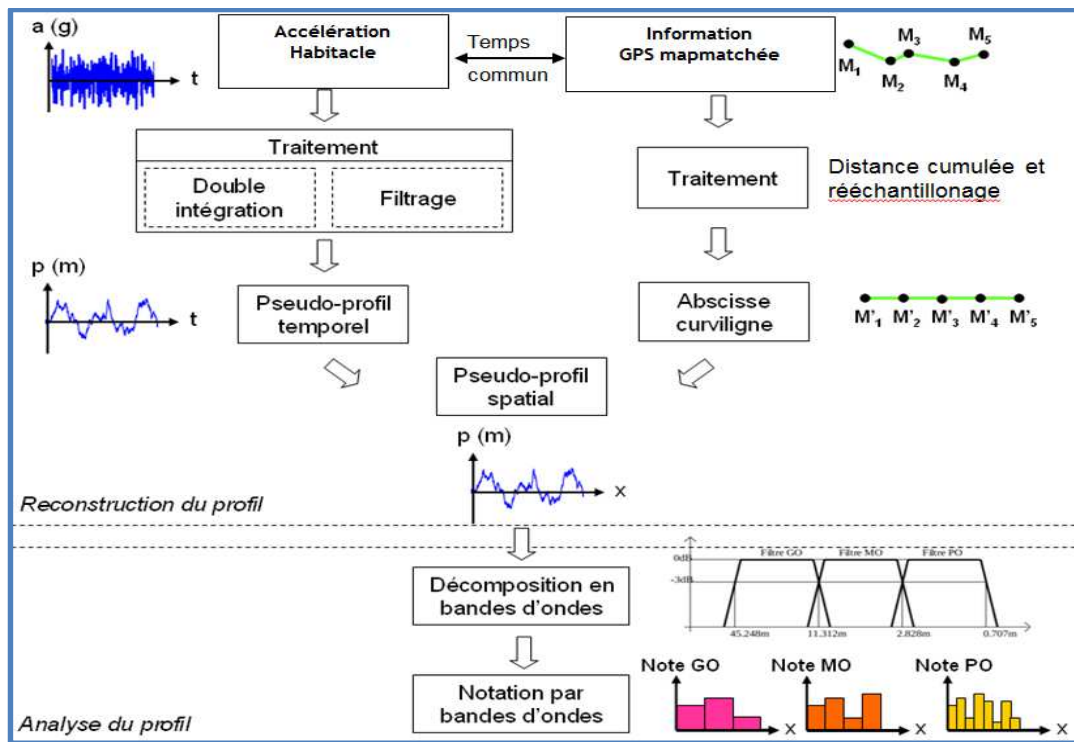 a (g)
t
Accélération
Habitacle
Temps
commun
Information
GPS mapmatchée
M1
M2
M3
M4
M5
Traitement
Double
intégration
Filtrage
Traitement
Distance cumulée et
rééchantillonage
p (m)
t
Pseudo-profil
temporel
Abscisse
curviligne
M'1 M'2 M'3 M'4 M'5
Pseudo-profil
spatial
p (m)
x
Reconstruction du profil
Décomposition en
bandes d'ondes
0dB
-3dB
Filtre GO Filtre MO Filtre PO
45.248m 11.312m 2.828m 0.707m
Notation par
bandes d'ondes
Note GO
X
Note MO
X
Note PO
X
Analyse du profil